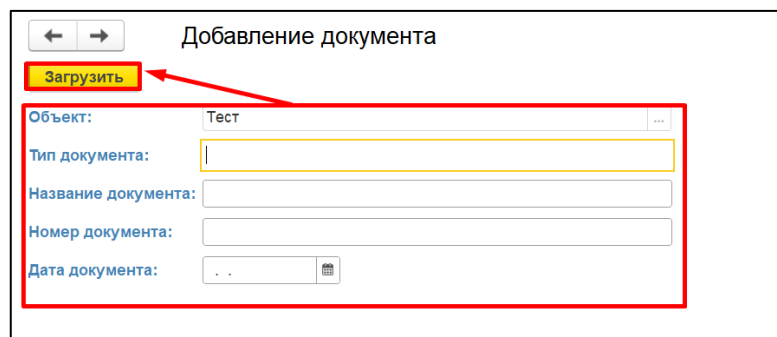 Добавление документа
Загрузить
Объект: Тест ...
Тип документа:
Название документа:
Номер документа:
Дата документа: . .